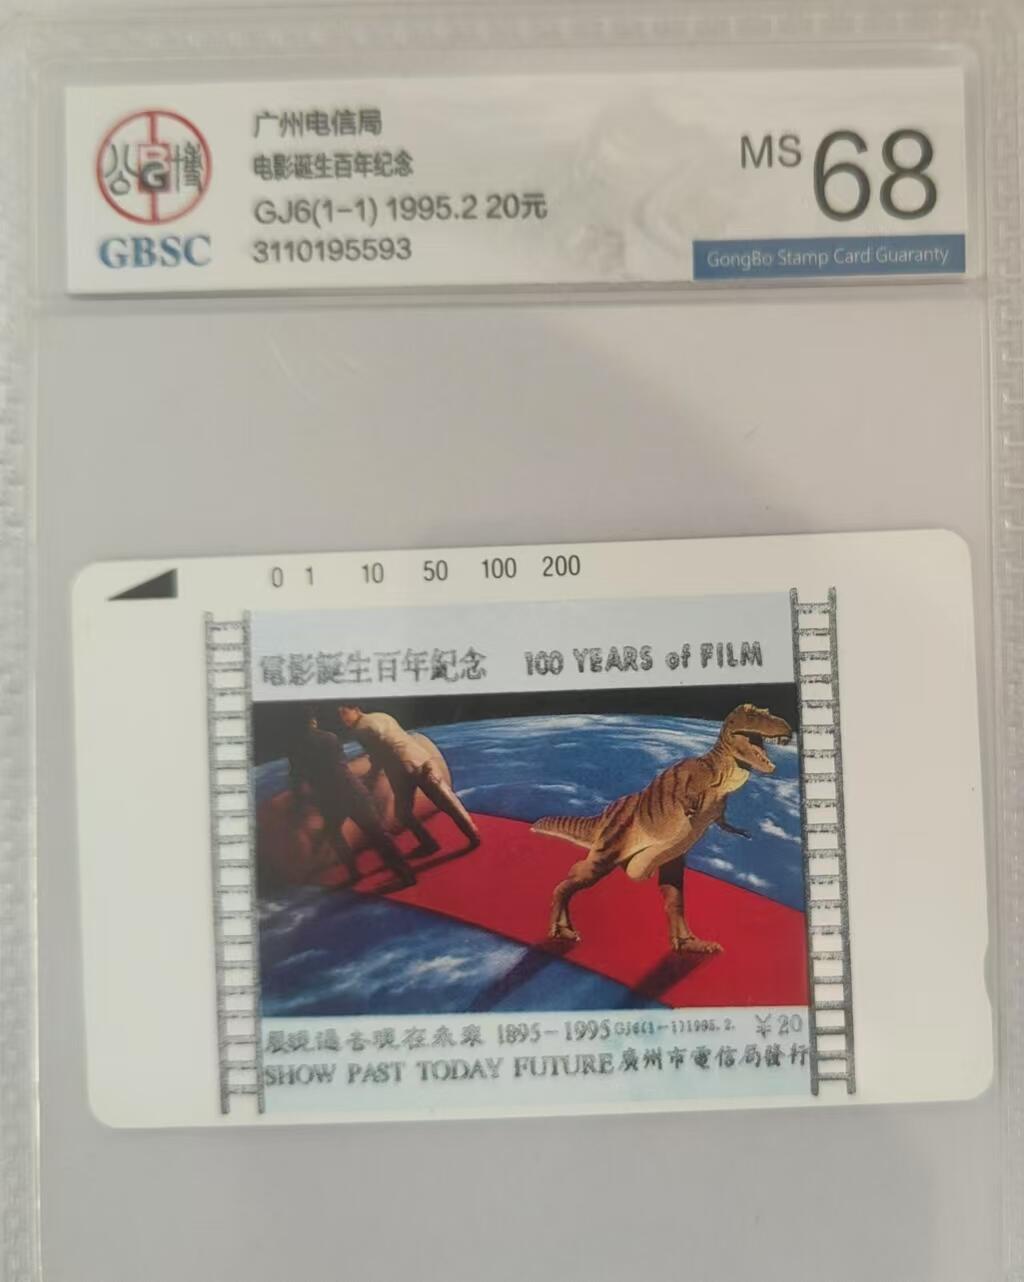 公博
BG
GBSC
广州电信局
电影诞生百年纪念
GJ6(1-1) 1995.2 20元
3110195593
MS 68
GongBo Stamp Card Guaranty
0 1 10 50 100 200
電影誕生百年紀念 100 YEARS of FILM
展現過去現在未來 1895-1995 GJ6(1-1)1995.2. ¥20
SHOW PAST TODAY FUTURE 廣州市電信局發行